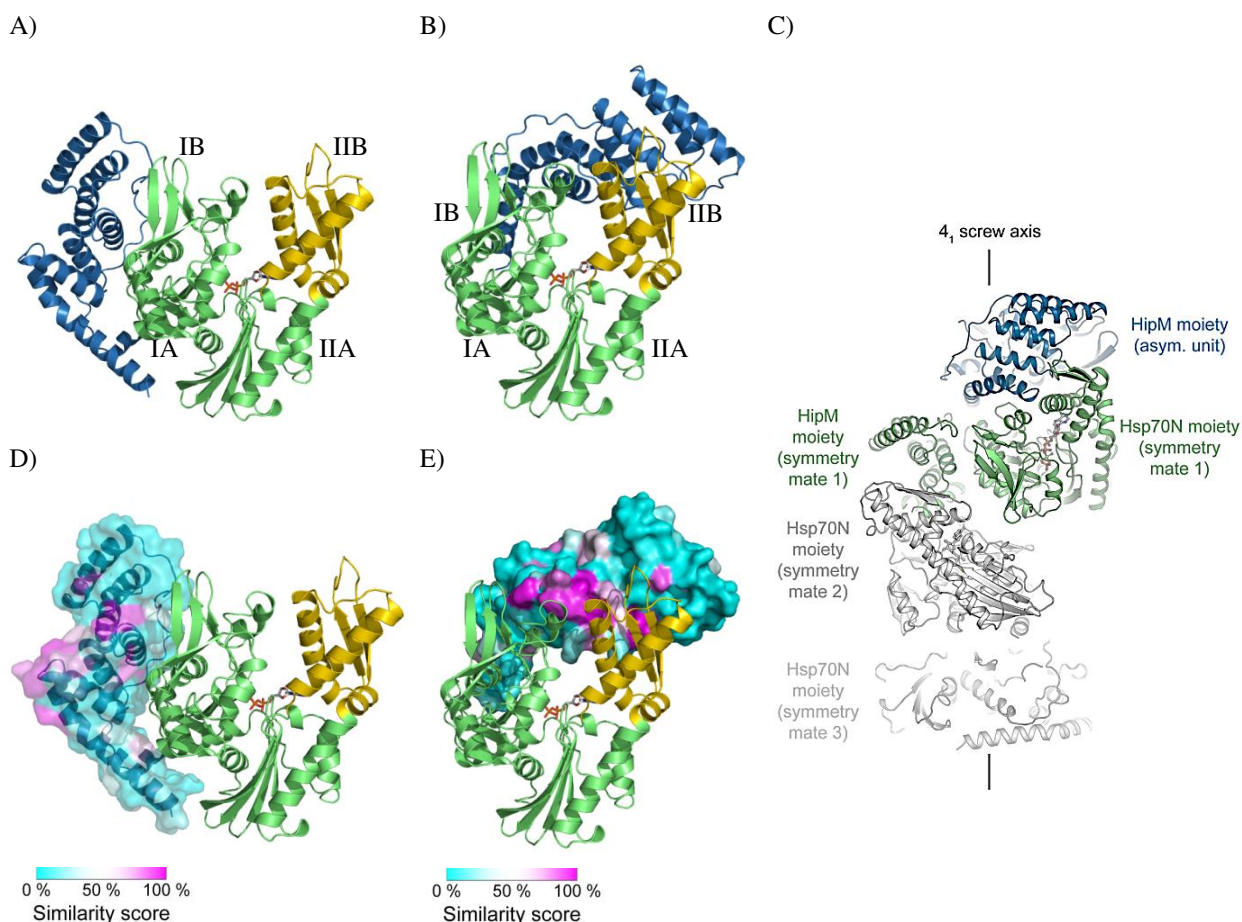 A)
B)
C)
IB
IIB
IA
IIA
IB
IIB
IA
IIA
4₁ screw axis
HipM moiety
(asym. unit)
HipM
moiety
(symmetry
mate 1)
Hsp70N moiety
(symmetry
mate 1)
Hsp70N
moiety
(symmetry
mate 2)
Hsp70N
moiety
(symmetry
mate 3)
D)
E)
0 % 50 % 100 %
Similarity score
0 % 50 % 100 %
Similarity score